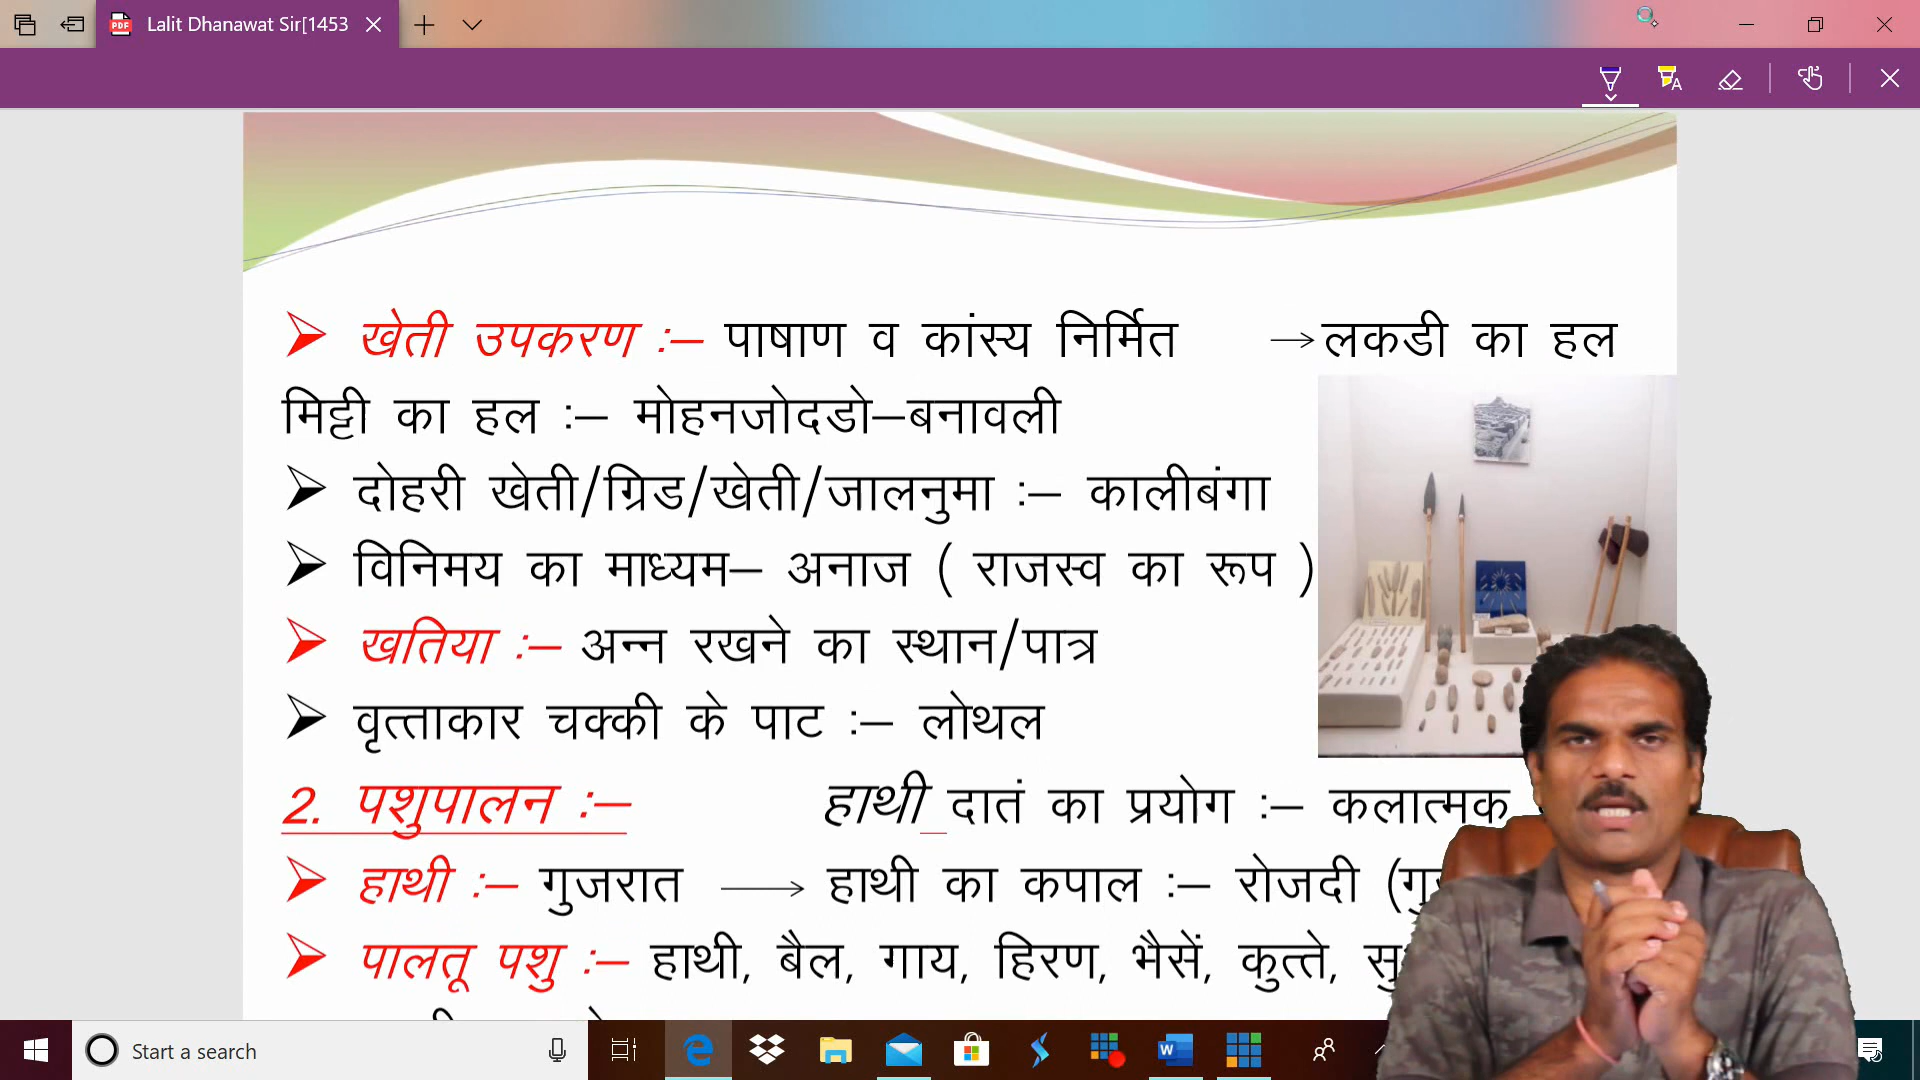 Lalit Dhanawat Sir[1453
खेती उपकरण :– पाषाण व कांस्य निर्मित →लकडी का हल
मिट्टी का हल :– मोहनजोदडो–बनावली
दोहरी खेती/ग्रिड/खेती/जालनुमा :– कालीबंगा
विनिमय का माध्यम– अनाज ( राजस्व का रूप )
खतिया :– अन्न रखने का स्थान/पात्र
वृत्ताकार चक्की के पाट :– लोथल
2. पशुपालन :– हाथी दातं का प्रयोग :– कलात्मक
हाथी :– गुजरात → हाथी का कपाल :– रोजदी
पालतू पशु :– हाथी, बैल, गाय, हिरण, भैसें, कुत्ते,
Start a search